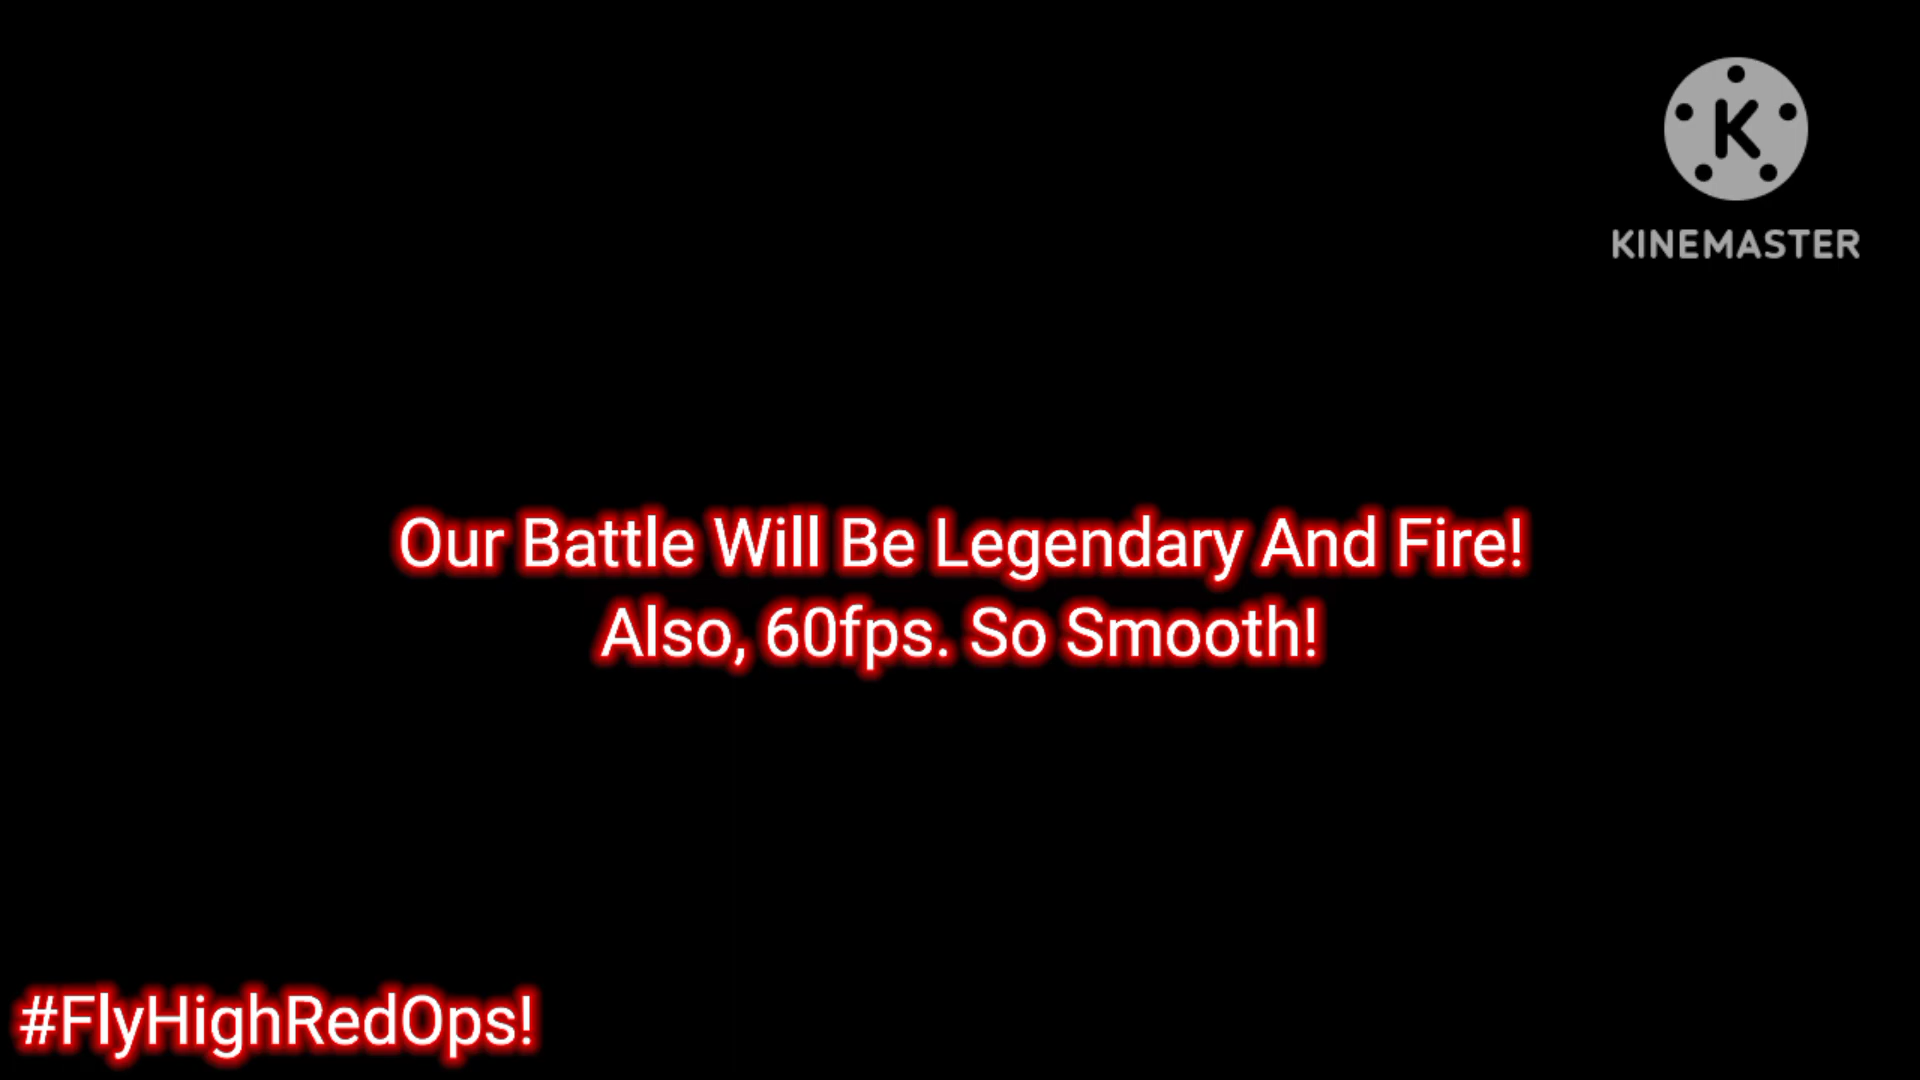 K
KINEMASTER
Our Battle Will Be Legendary And Fire!
Also, 60fps. So Smooth!
#FlyHighRedOps!